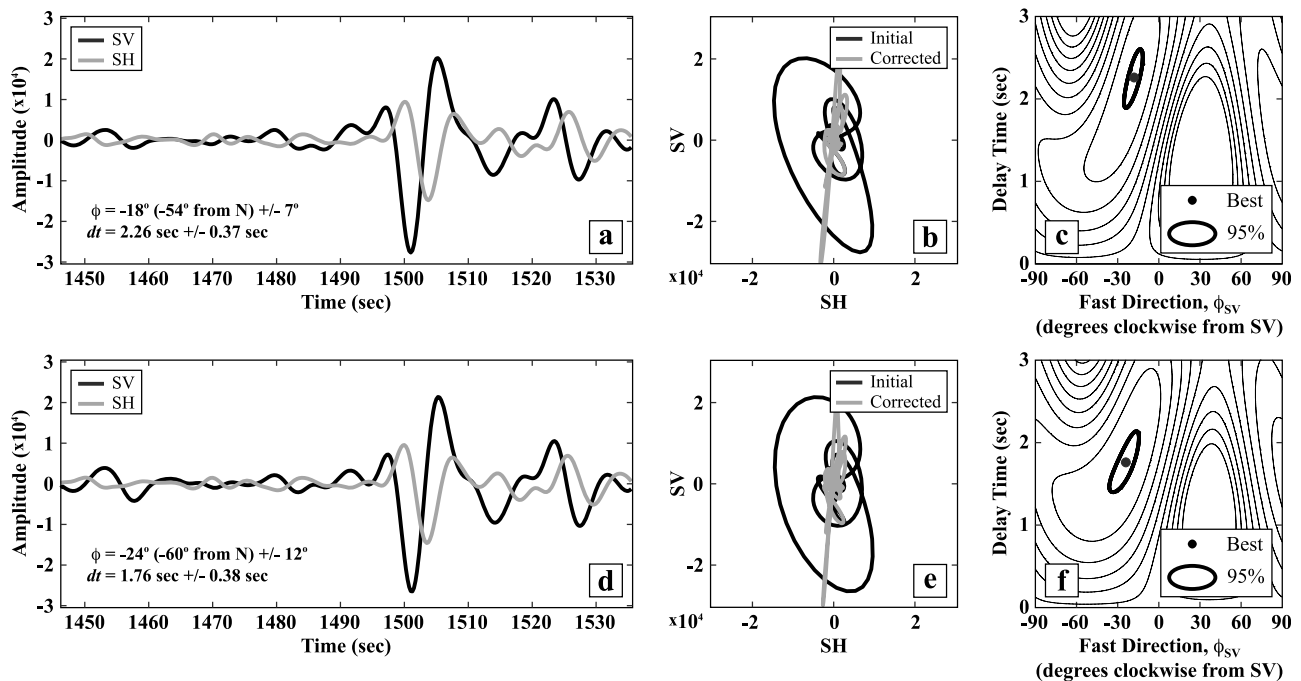 3
2
1
0
-1
-2
-3
Amplitude (x10⁴)
SV
SH
ϕ = -18º (-54º from N) +/- 7º
dt = 2.26 sec +/- 0.37 sec
a
1450 1460 1470 1480 1490 1500 1510 1520 1530
Time (sec)
2
0
-2
SV
Initial
Corrected
b
x10⁴
-2 0 2
SH
3
2
1
0
Delay Time (sec)
c
Best
95%
-90 -60 -30 0 30 60 90
Fast Direction, ϕSV
(degrees clockwise from SV)
3
2
1
0
-1
-2
-3
Amplitude (x10⁴)
SV
SH
ϕ = -24º (-60º from N) +/- 12º
dt = 1.76 sec +/- 0.38 sec
d
1450 1460 1470 1480 1490 1500 1510 1520 1530
Time (sec)
2
0
-2
SV
Initial
Corrected
e
x10⁴
-2 0 2
SH
3
2
1
0
Delay Time (sec)
f
Best
95%
-90 -60 -30 0 30 60 90
Fast Direction, ϕSV
(degrees clockwise from SV)